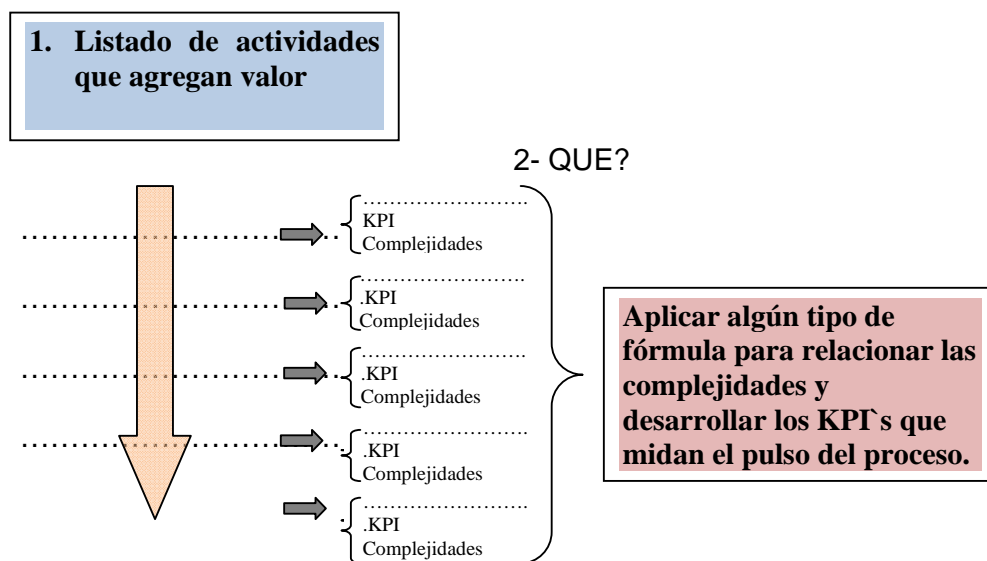 1. Listado de actividades
que agregan valor
2- QUE?
................................
KPI
Complejidades
................................
.KPI
Complejidades
................................
.KPI
Complejidades
................................
.KPI
Complejidades
................................
.KPI
Complejidades
Aplicar algún tipo de
fórmula para relacionar las
complejidades y
desarrollar los KPI`s que
midan el pulso del proceso.